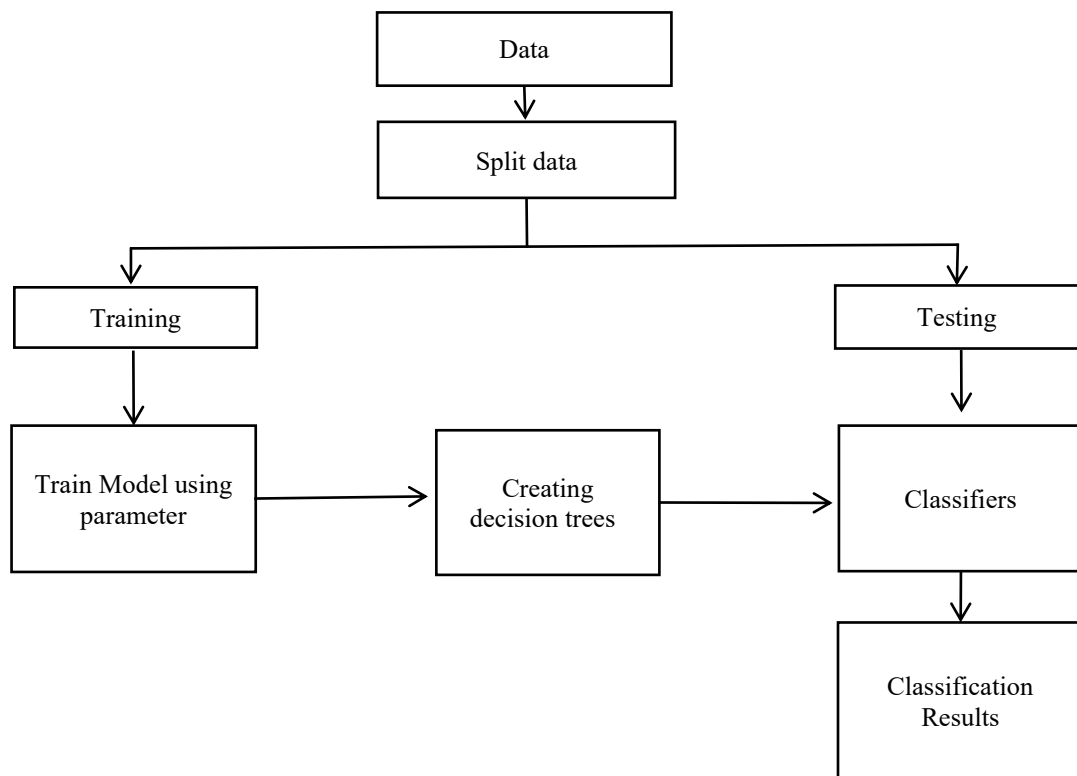 Data
Split data
Training
Testing
Train Model using
parameter
Creating
decision trees
Classifiers
Classification
Results